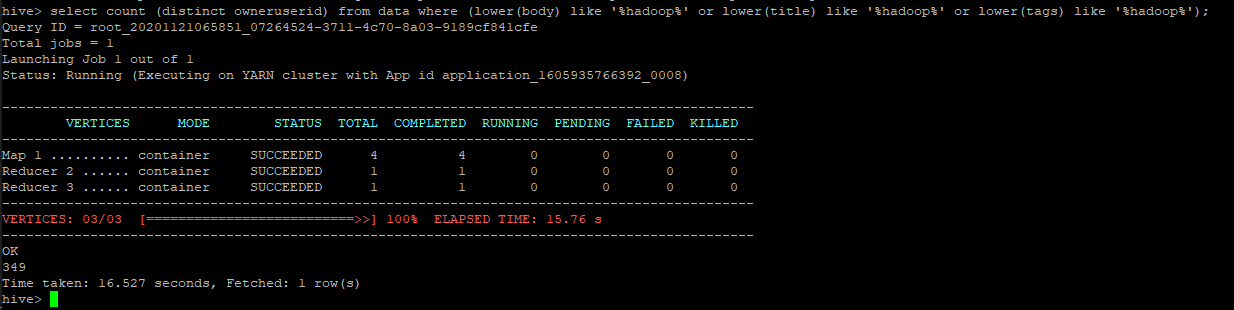 hive> select count (distinct owneruserid) from data where (lower(body) like '%hadoop%' or lower(title) like '%hadoop%' or lower(tags) like '%hadoop%');
Query ID = root_20201121065851_07264524-3711-4c70-8a03-9189cf841cfe
Total jobs = 1
Launching Job 1 out of 1
Status: Running (Executing on YARN cluster with App id application_1605935766392_0008)
----------------------------------------------------------------------------------------------
VERTICES MODE STATUS TOTAL COMPLETED RUNNING PENDING FAILED KILLED
----------------------------------------------------------------------------------------------
Map 1 .......... container SUCCEEDED 4 4 0 0 0 0
Reducer 2 ...... container SUCCEEDED 1 1 0 0 0 0
Reducer 3 ...... container SUCCEEDED 1 1 0 0 0 0
----------------------------------------------------------------------------------------------
VERTICES: 03/03 [==========================>>] 100% ELAPSED TIME: 15.76 s
----------------------------------------------------------------------------------------------
OK
349
Time taken: 16.527 seconds, Fetched: 1 row(s)
hive>